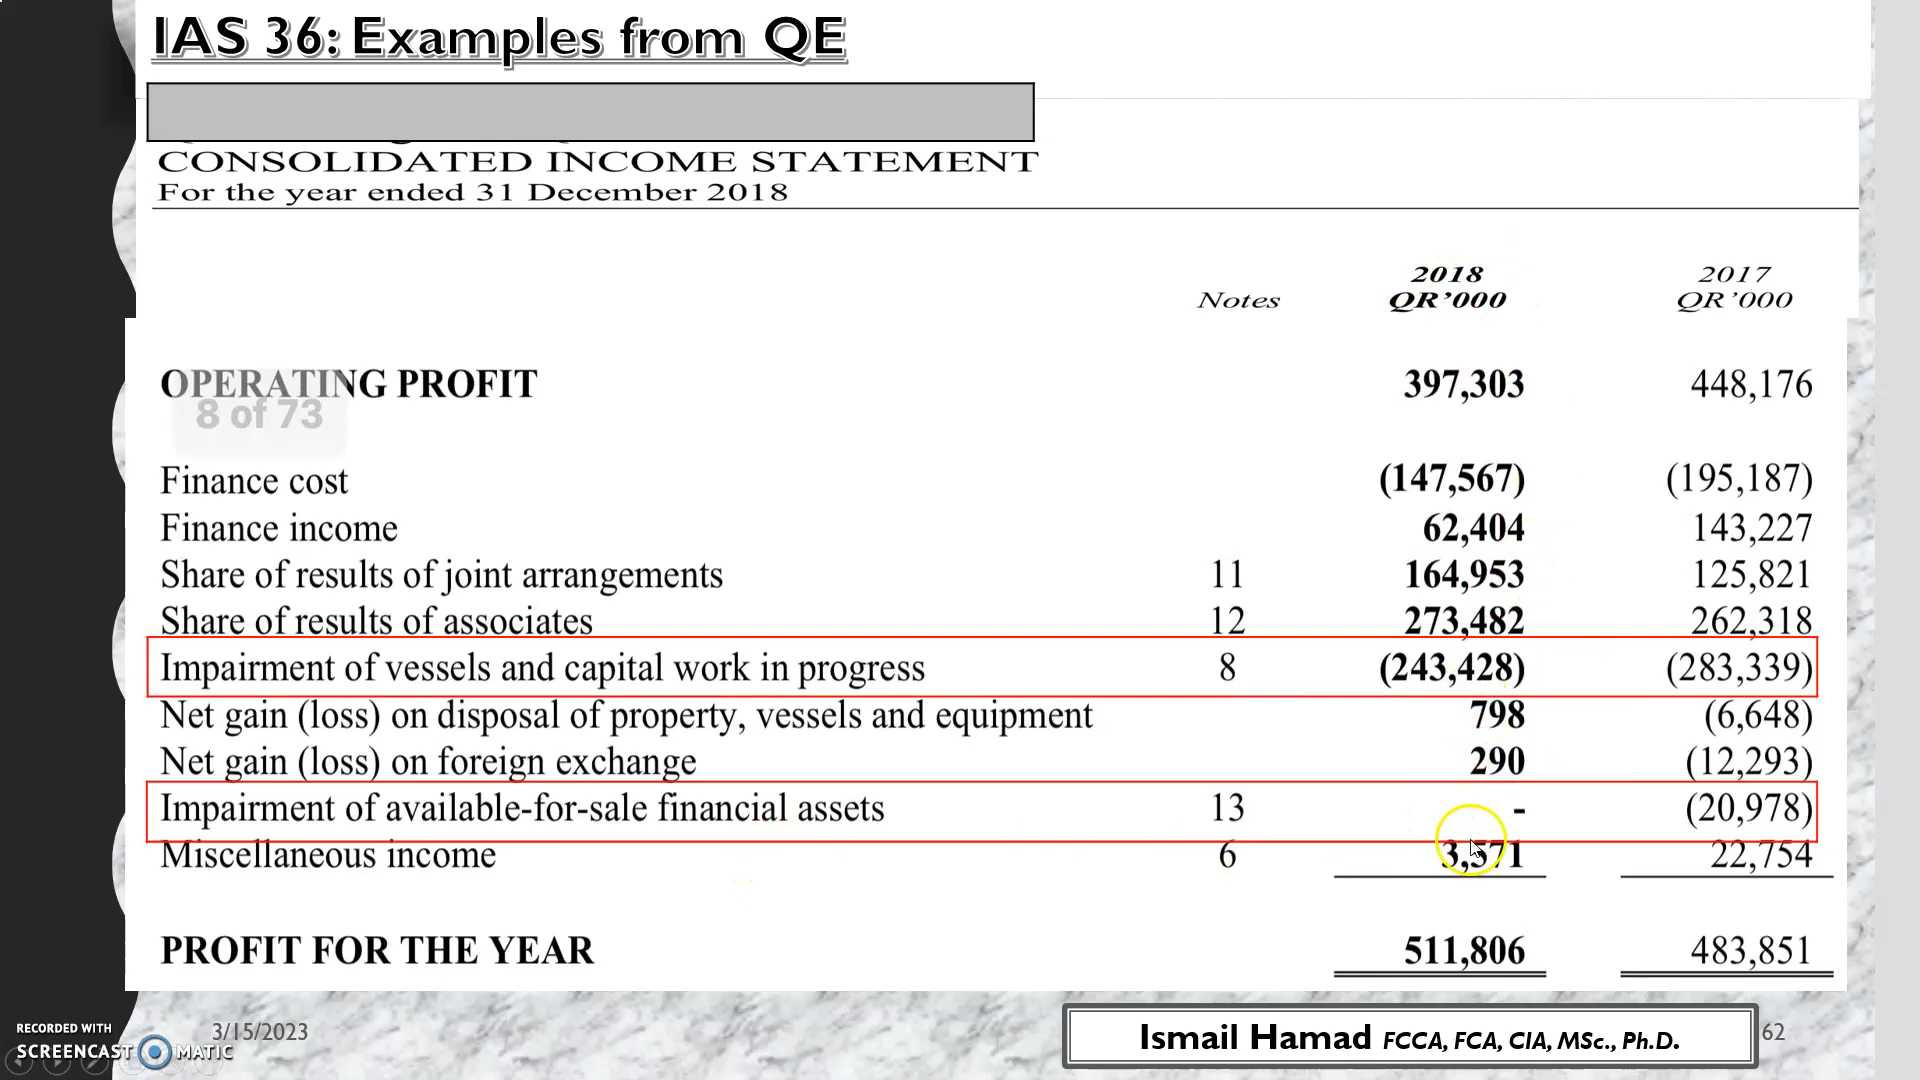 IAS 36: Examples from QE
CONSOLIDATED INCOME STATEMENT
For the year ended 31 December 2018
2018 2017
Notes QR’000 QR’000
OPERATING PROFIT 397,303 448,176
8 of 73
Finance cost (147,567) (195,187)
Finance income 62,404 143,227
Share of results of joint arrangements 11 164,953 125,821
Share of results of associates 12 273,482 262,318
Impairment of vessels and capital work in progress 8 (243,428) (283,339)
Net gain (loss) on disposal of property, vessels and equipment 798 (6,648)
Net gain (loss) on foreign exchange 290 (12,293)
Impairment of available-for-sale financial assets 13 - (20,978)
Miscellaneous income 6 3,571 22,754
PROFIT FOR THE YEAR 511,806 483,851
3/15/2023
Ismail Hamad FCCA, FCA, CIA, MSc., Ph.D.
62
RECORDED WITH
SCREENCAST MATIC